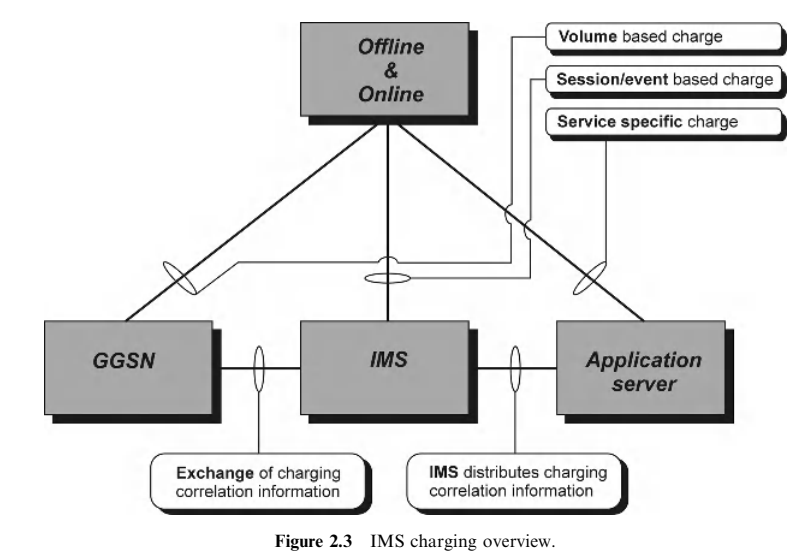 Offline
&
Online
Volume based charge
Session/event based charge
Service specific charge
GGSN
IMS
Application
server
Exchange of charging
correlation information
IMS distributes charging
correlation information
Figure 2.3 IMS charging overview.